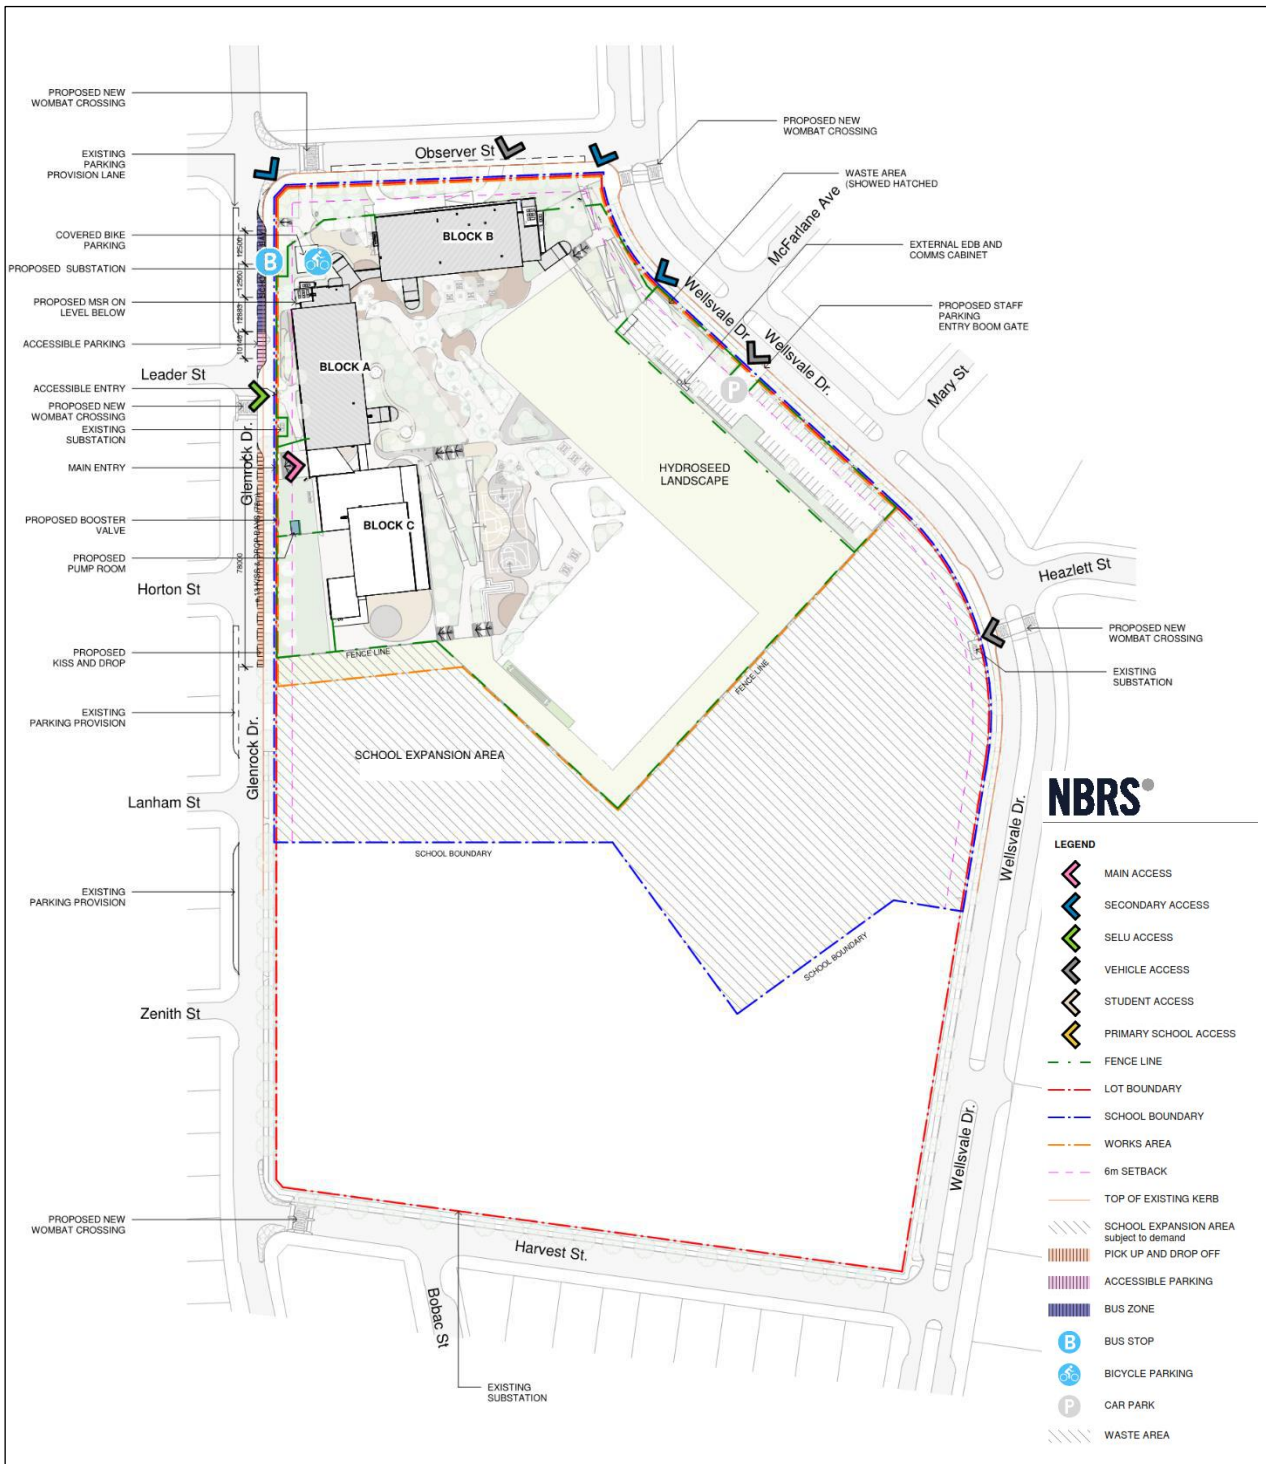 PROPOSED NEW
WOMBAT CROSSING
EXISTING
PARKING
PROVISION LANE
COVERED BIKE
PARKING
PROPOSED SUBSTATION
PROPOSED MSR ON
LEVEL BELOW
ACCESSIBLE PARKING
Leader St
ACCESSIBLE ENTRY
PROPOSED NEW
WOMBAT CROSSING
EXISTING
SUBSTATION
MAIN ENTRY
PROPOSED BOOSTER
VALVE
PROPOSED
PUMP ROOM
Horton St
PROPOSED
KISS AND DROP
EXISTING
PARKING PROVISION
Lanham St
EXISTING
PARKING PROVISION
Zenith St
PROPOSED NEW
WOMBAT CROSSING
Observer St
B
BLOCK B
BLOCK A
BLOCK C
12500
12500
78000
Glenrock Dr.
Glenrock Dr.
HYDROSEED
LANDSCAPE
P
FENCE LINE
FENCE LINE
SCHOOL EXPANSION AREA
SCHOOL BOUNDARY
SCHOOL BOUNDARY
Harvest St.
Bobac St
EXISTING
SUBSTATION
PROPOSED NEW
WOMBAT CROSSING
WASTE AREA
(SHOWED HATCHED
McFarlane Ave
EXTERNAL EDB AND
COMMS CABINET
PROPOSED STAFF
PARKING
ENTRY BOOM GATE
Wellsvale Dr.
Wellsvale Dr.
Mary St
Heazlett St
PROPOSED NEW
WOMBAT CROSSING
EXISTING
SUBSTATION
Wellsvale Dr.
Wellsvale Dr.
NBRS
LEGEND
MAIN ACCESS
SECONDARY ACCESS
SELU ACCESS
VEHICLE ACCESS
STUDENT ACCESS
PRIMARY SCHOOL ACCESS
FENCE LINE
LOT BOUNDARY
SCHOOL BOUNDARY
WORKS AREA
6m SETBACK
TOP OF EXISTING KERB
SCHOOL EXPANSION AREA
subject to demand
PICK UP AND DROP OFF
ACCESSIBLE PARKING
BUS ZONE
B BUS STOP
BICYCLE PARKING
P CAR PARK
WASTE AREA